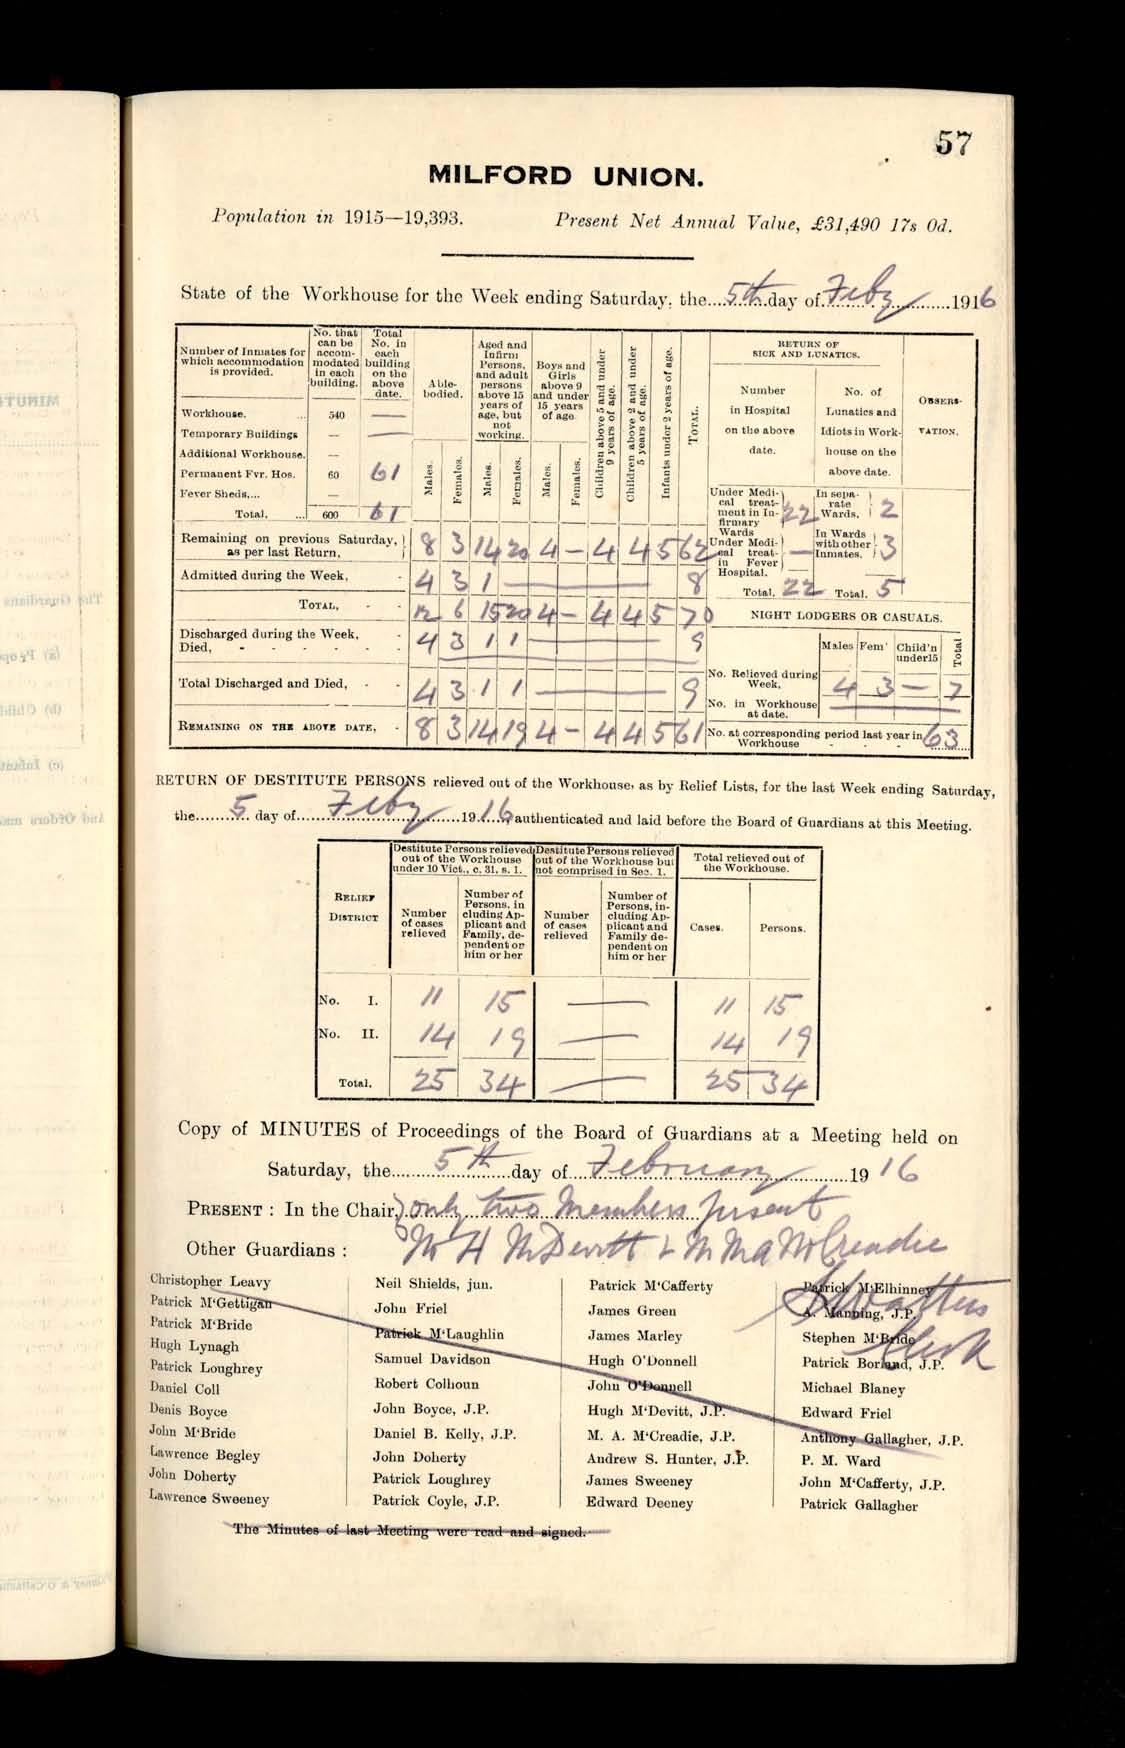 57
MILFORD UNION.
Population in 1915—19,393. Present Net Annual Value, £31,490 17s 0d.
State of the Workhouse for the Week ending Saturday, the 5th day of Feby 1916
Number of Inmates for which accommodation is provided. No. that can be accommodated in each building. Total No. in each building on the above date.
Able-bodied. Aged and Infirm Persons, and adult persons above 15 years of age, but not working. Boys and Girls above 9 and under 15 years of age Children above 5 and under 9 years of age. Children above 2 and under 5 years of age. Infants under 2 years of age. TOTAL.
Males. Females. Males. Females. Males. Females.
RETURN OF SICK AND LUNATICS.
Number in Hospital on the above date. No. of Lunatics and Idiots in Workhouse on the above date.
OBSERVATION.
Workhouse. ... 540 —
Temporary Buildings — —
Additional Workhouse. —
Permanent Fvr. Hos. 60 61
Fever Sheds,... —
Total, ... 600 61
Under Medical treatment in Infirmary Wards 22 In separate Wards, 2
Under Medical treat- in Fever Hospital. — In Wards with other Inmates. 3
Total, 22 Total. 5
Remaining on previous Saturday, as per last Return, 8 3 14 20 4 – 4 4 5 62
Admitted during the Week, - 4 3 1 — 8
TOTAL, - - 12 6 15 20 4 – 4 4 5 70
Discharged during the Week, - 4 3 1 1 — 9
Died, - - - - - -
Total Discharged and Died, - - 4 3 1 1 — 9
REMAINING ON THE ABOVE DATE, - 8 3 14 19 4 – 4 4 5 61
NIGHT LODGERS OR CASUALS.
Males Fem' Child'n under15 Total
No. Relieved during Week, 4 3 – 7
No. in Workhouse at date.
No. at corresponding period last year in Workhouse - - - 63
RETURN OF DESTITUTE PERSONS relieved out of the Workhouse, as by Relief Lists, for the last Week ending Saturday,
the 5 day of Feby 1916, authenticated and laid before the Board of Guardians at this Meeting.
RELIEF DISTRICT
Destitute Persons relieved out of the Workhouse under 10 Vict., c. 31, s. 1.
Destitute Persons relieved out of the Workhouse but not comprised in Sec. 1.
Total relieved out of the Workhouse.
Number of cases relieved Number of Persons, including Applicant and Family, dependent on him or her Number of cases relieved Number of Persons, including Applicant and Family dependent on him or her Cases. Persons.
No. I. 11 15 — 11 15
No. II. 14 19 — 14 19
Total. 25 34 — 25 34
Copy of MINUTES of Proceedings of the Board of Guardians at a Meeting held on
Saturday, the 5th day of February 1916
PRESENT : In the Chair, only two Members present
Other Guardians : Mr H McDevitt & Mr M A McCreadie
Christopher Leavy
Patrick M'Gettigan
Patrick M'Bride
Hugh Lynagh
Patrick Loughrey
Daniel Coll
Denis Boyce
John M'Bride
Lawrence Begley
John Doherty
Lawrence Sweeney
Neil Shields, jun.
John Friel
Patrick M'Laughlin
Samuel Davidson
Robert Colhoun
John Boyce, J.P.
Daniel B. Kelly, J.P.
John Doherty
Patrick Loughrey
Patrick Coyle, J.P.
Patrick M'Cafferty
James Green
James Marley
Hugh O'Donnell
John O'Donnell
Hugh M'Devitt, J.P.
M. A. M'Creadie, J.P.
Andrew S. Hunter, J.P.
James Sweeney
Edward Deeney
Patrick M'Elhinney
A. Manning, J.P.
Stephen M'Bride
Patrick Borland, J.P.
Michael Blaney
Edward Friel
Anthony Gallagher, J.P.
P. M. Ward
John M'Cafferty, J.P.
Patrick Gallagher
Watters
Clerk
The Minutes of last Meeting were read and signed.